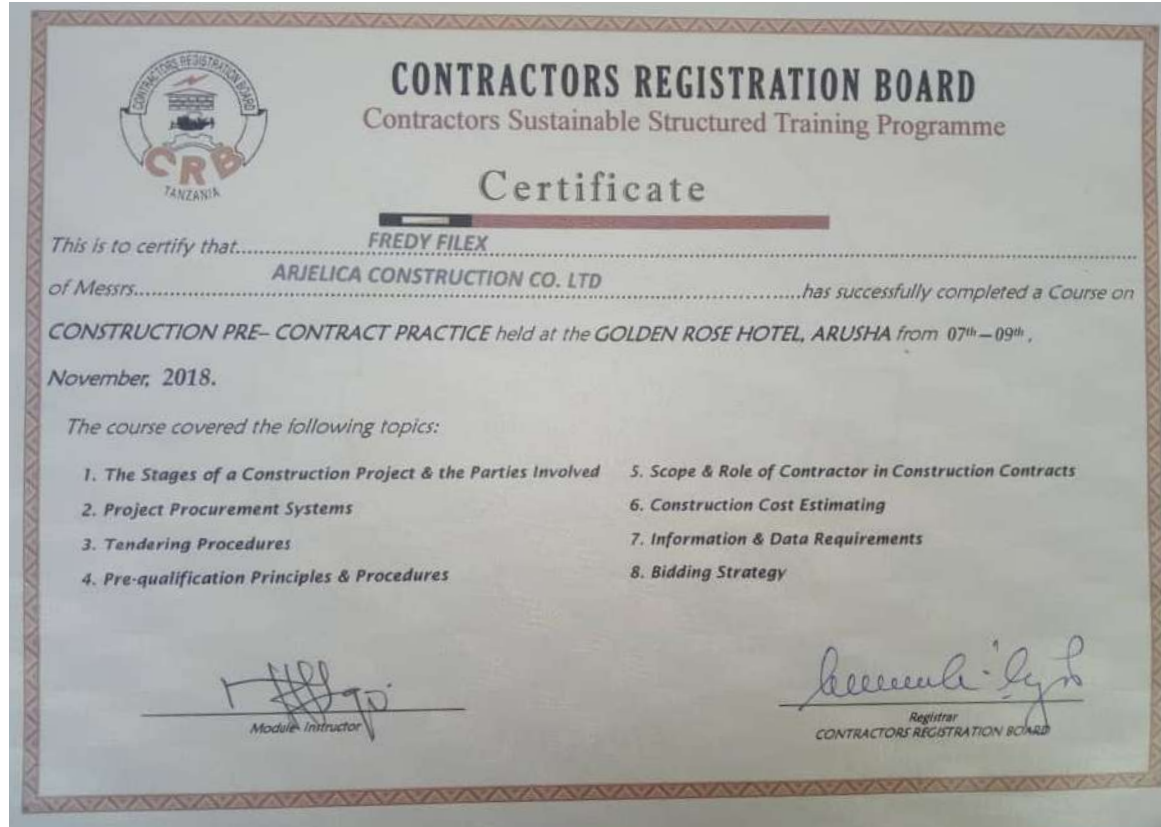 CONTRACTORS REGISTRATION BOARD
CRB
TANZANIA
CONTRACTORS REGISTRATION BOARD
Contractors Sustainable Structured Training Programme
Certificate
This is to certify that.......... FREDY FILEX ..........
of Messrs.......... ARJELICA CONSTRUCTION CO. LTD ..........has successfully completed a Course on
CONSTRUCTION PRE– CONTRACT PRACTICE held at the GOLDEN ROSE HOTEL, ARUSHA from 07th—09th,
November, 2018.
The course covered the following topics:
1. The Stages of a Construction Project & the Parties Involved
2. Project Procurement Systems
3. Tendering Procedures
4. Pre-qualification Principles & Procedures
5. Scope & Role of Contractor in Construction Contracts
6. Construction Cost Estimating
7. Information & Data Requirements
8. Bidding Strategy
Module Instructor
Registrar
CONTRACTORS REGISTRATION BOARD